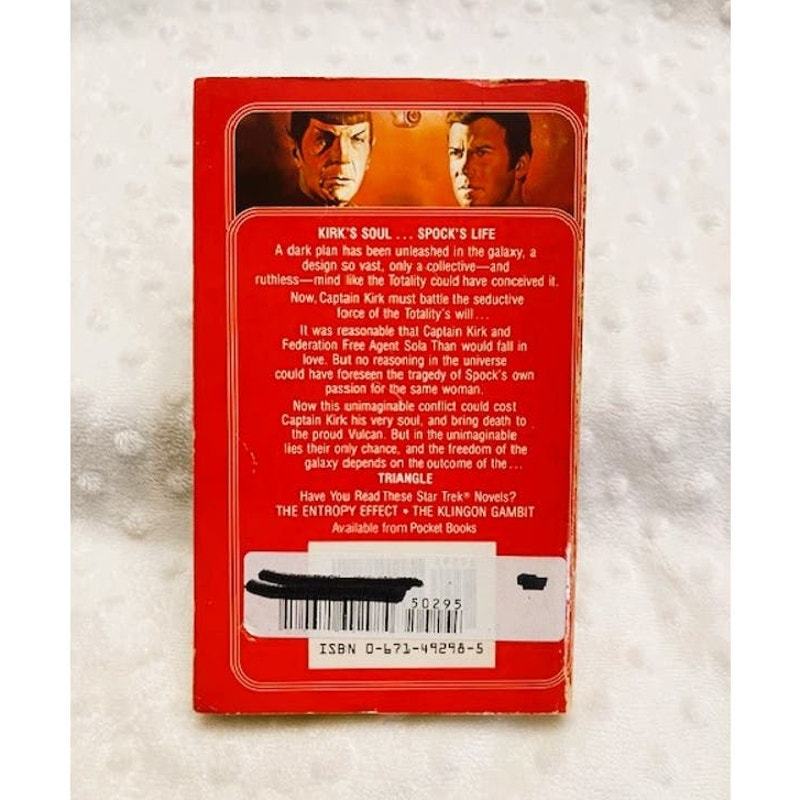 KIRK'S SOUL ... SPOCK'S LIFE
A dark plan has been unleashed in the galaxy, a
design so vast, only a collective—and
ruthless—mind like the Totality could have conceived it.
Now, Captain Kirk must battle the seductive
force of the Totality's will ...
It was reasonable that Captain Kirk and
Federation Free Agent Sola Than would fall in
love. But no reasoning in the universe
could have foreseen the tragedy of Spock's own
passion for the same woman.
Now this unimaginable conflict could cost
Captain Kirk his very soul, and bring death to
the proud Vulcan. But in the unimaginable
lies their only chance, and the freedom of the
galaxy depends on the outcome of the ...
TRIANGLE
Have You Read These Star Trek® Novels?
THE ENTROPY EFFECT • THE KLINGON GAMBIT
Available from Pocket Books
50295
ISBN 0-671-49298-5